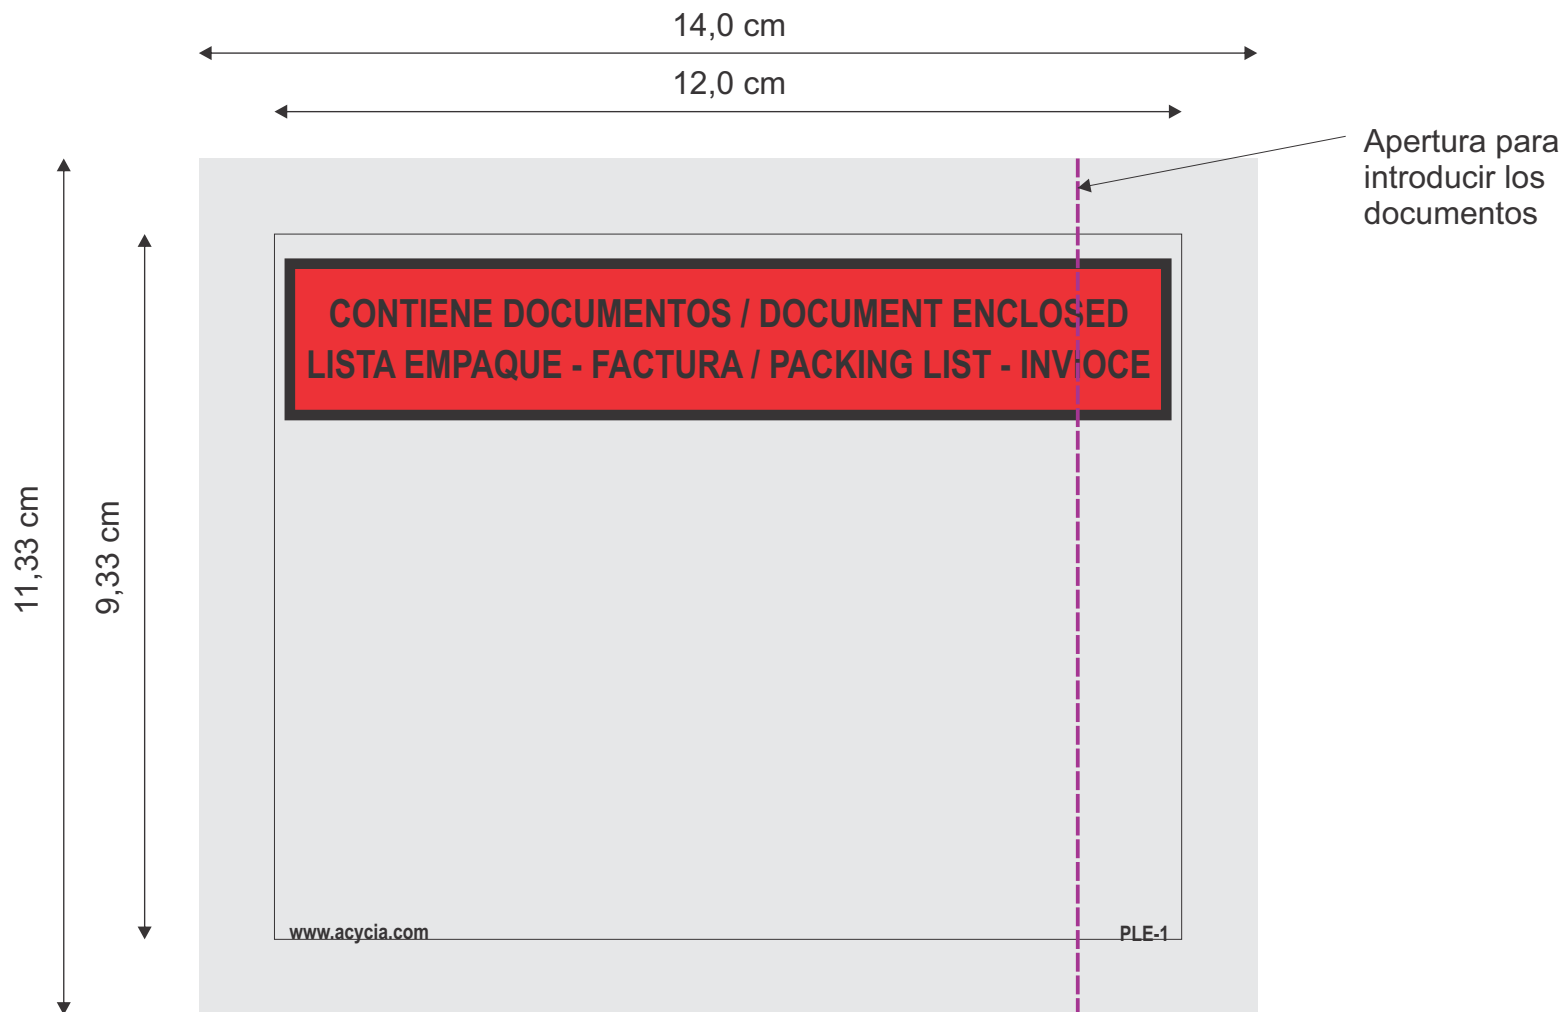 14,0 cm
12,0 cm
Apertura para
introducir los
documentos
CONTIENE DOCUMENTOS / DOCUMENT ENCLOSED
LISTA EMPAQUE - FACTURA / PACKING LIST - INVIOCE
11,33 cm
9,33 cm
www.acycia.com
PLE-1